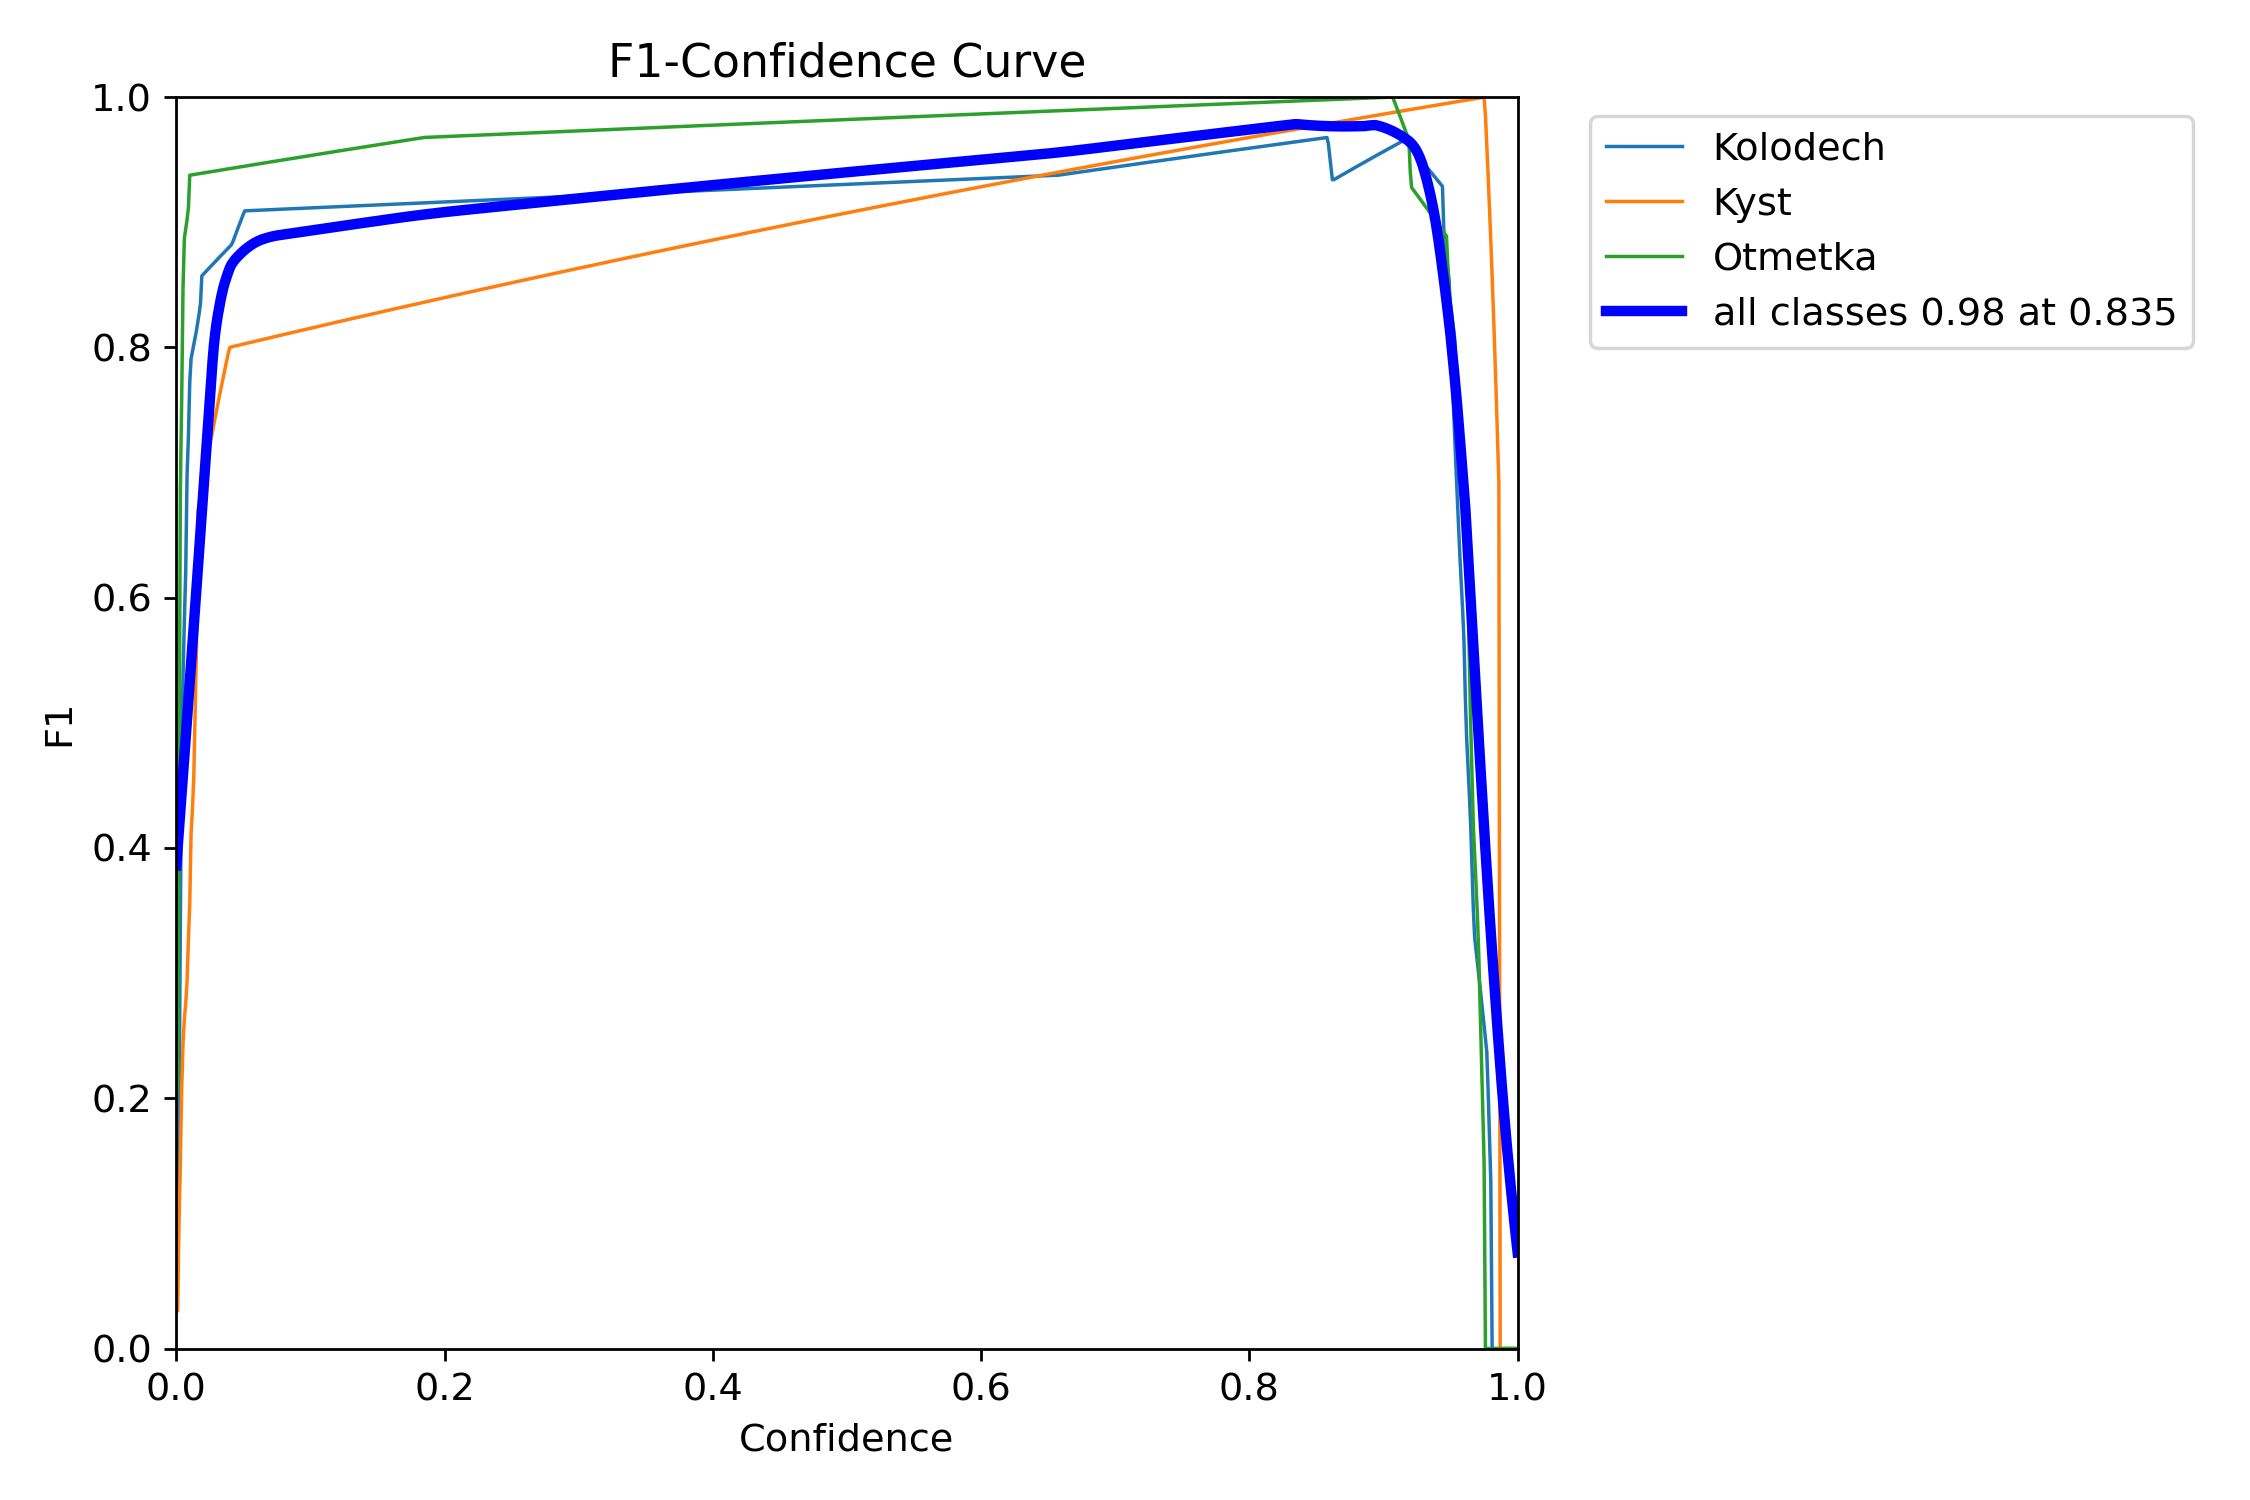 F1-Confidence Curve
1.0
0.8
0.6
0.4
0.2
0.0
F1
0.0 0.2 0.4 0.6 0.8 1.0
Confidence
Kolodech
Kyst
Otmetka
all classes 0.98 at 0.835